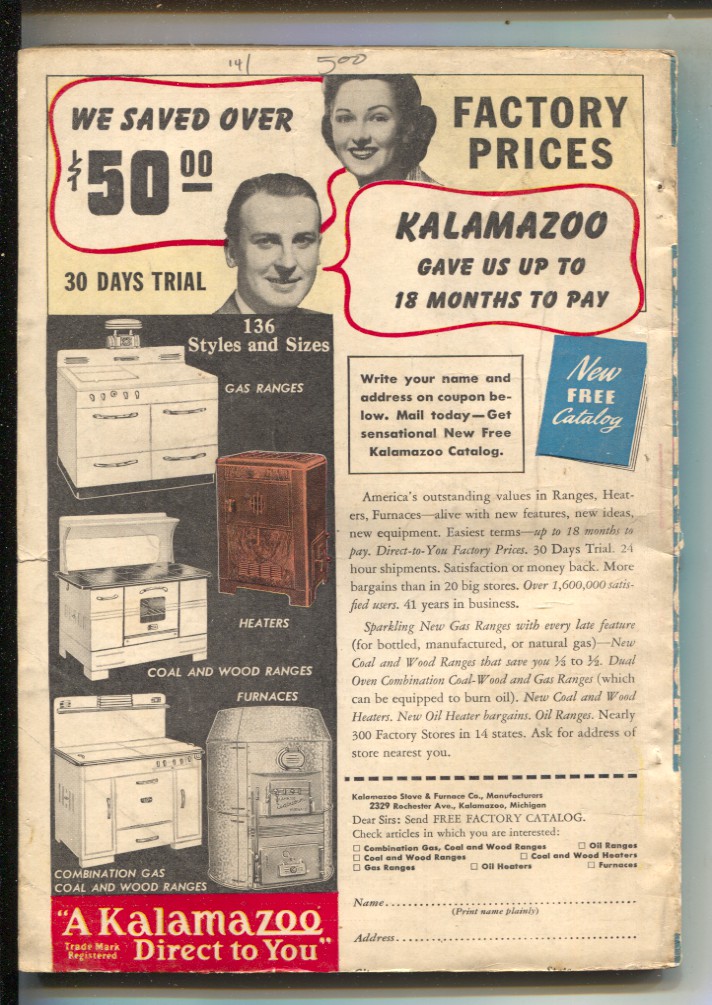 14/ 500
WE SAVED OVER
$50 00
FACTORY
PRICES
30 DAYS TRIAL
KALAMAZOO
GAVE US UP TO
18 MONTHS TO PAY
136
Styles and Sizes
GAS RANGES
HEATERS
COAL AND WOOD RANGES
FURNACES
COMBINATION GAS
COAL AND WOOD RANGES
"A Kalamazoo
Trade Mark
Registered
Direct to You"
Write your name and
address on coupon be-
low. Mail today—Get
sensational New Free
Kalamazoo Catalog.
New
FREE
Catalog
America's outstanding values in Ranges, Heat-
ers, Furnaces—alive with new features, new ideas,
new equipment. Easiest terms—up to 18 months to
pay. Direct-to-You Factory Prices. 30 Days Trial. 24
hour shipments. Satisfaction or money back. More
bargains than in 20 big stores. Over 1,600,000 satis-
fied users. 41 years in business.
Sparkling New Gas Ranges with every late feature
(for bottled, manufactured, or natural gas)—New
Coal and Wood Ranges that save you ⅓ to ½. Dual
Oven Combination Coal-Wood and Gas Ranges (which
can be equipped to burn oil). New Coal and Wood
Heaters. New Oil Heater bargains. Oil Ranges. Nearly
300 Factory Stores in 14 states. Ask for address of
store nearest you.
Kalamazoo Stove & Furnace Co., Manufacturers
2329 Rochester Ave., Kalamazoo, Michigan
Dear Sirs: Send FREE FACTORY CATALOG.
Check articles in which you are interested:
☐ Combination Gas, Coal and Wood Ranges ☐ Oil Ranges
☐ Coal and Wood Ranges ☐ Coal and Wood Heaters
☐ Gas Ranges ☐ Oil Heaters ☐ Furnaces
Name
(Print name plainly)
Address